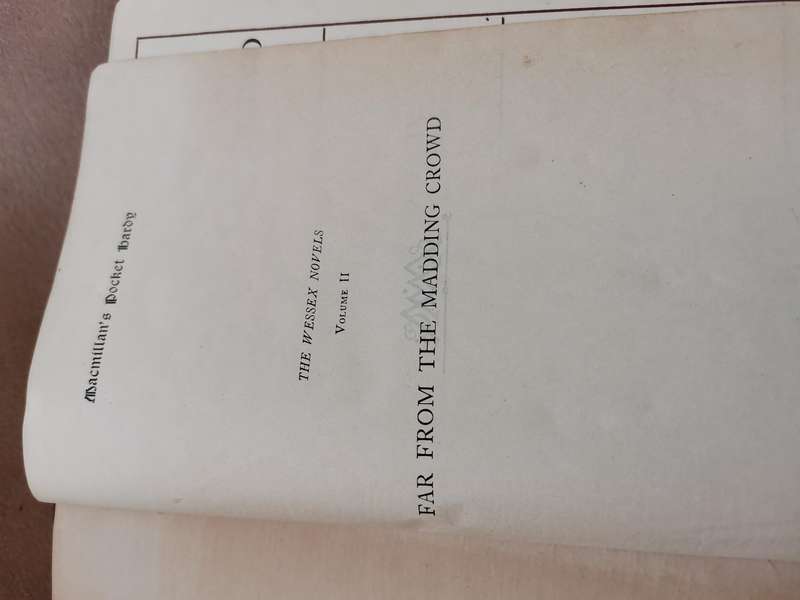 Macmillan's Pocket Hardy
THE WESSEX NOVELS
VOLUME II
FAR FROM THE MADDING CROWD